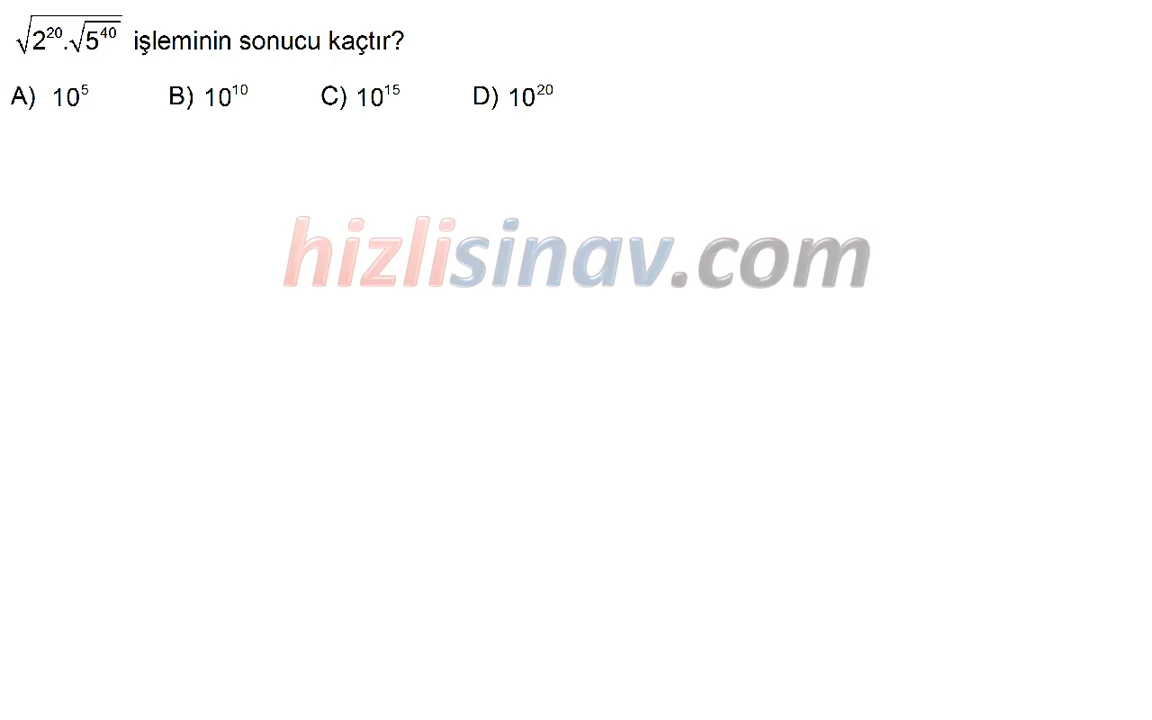 √(2²⁰.√(5⁴⁰)) işleminin sonucu kaçtır?
A) 10⁵ B) 10¹⁰ C) 10¹⁵ D) 10²⁰
hizlisinav.com